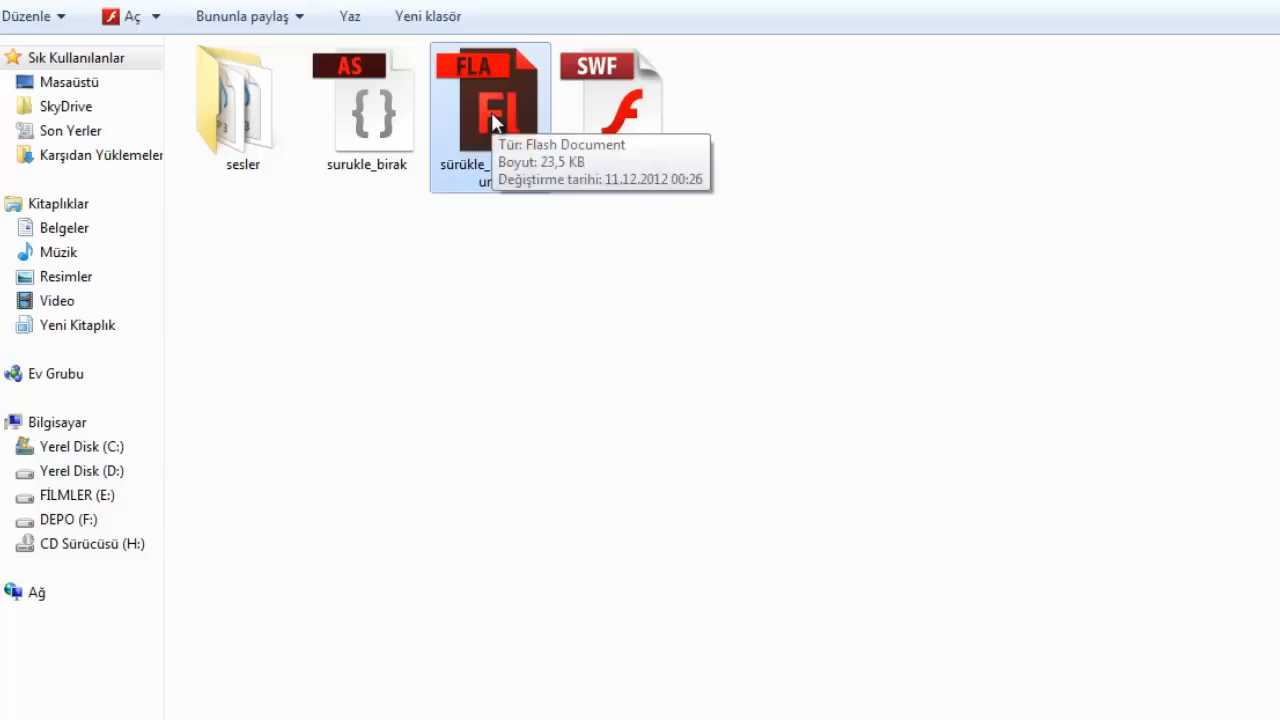 Düzenle
Aç
Bununla paylaş
Yaz
Yeni klasör
Sık Kullanılanlar
Masaüstü
SkyDrive
Son Yerler
Karşıdan Yüklemeler
Kitaplıklar
Belgeler
Müzik
Resimler
Video
Yeni Kitaplık
Ev Grubu
Bilgisayar
Yerel Disk (C:)
Yerel Disk (D:)
FİLMLER (E:)
DEPO (F:)
CD Sürücüsü (H:)
Ağ
sesler
AS
{ }
surukle_birak
FLA
FL
sürükle_
SWF
Tür: Flash Document
Boyut: 23,5 KB
Değiştirme tarihi: 11.12.2012 00:26